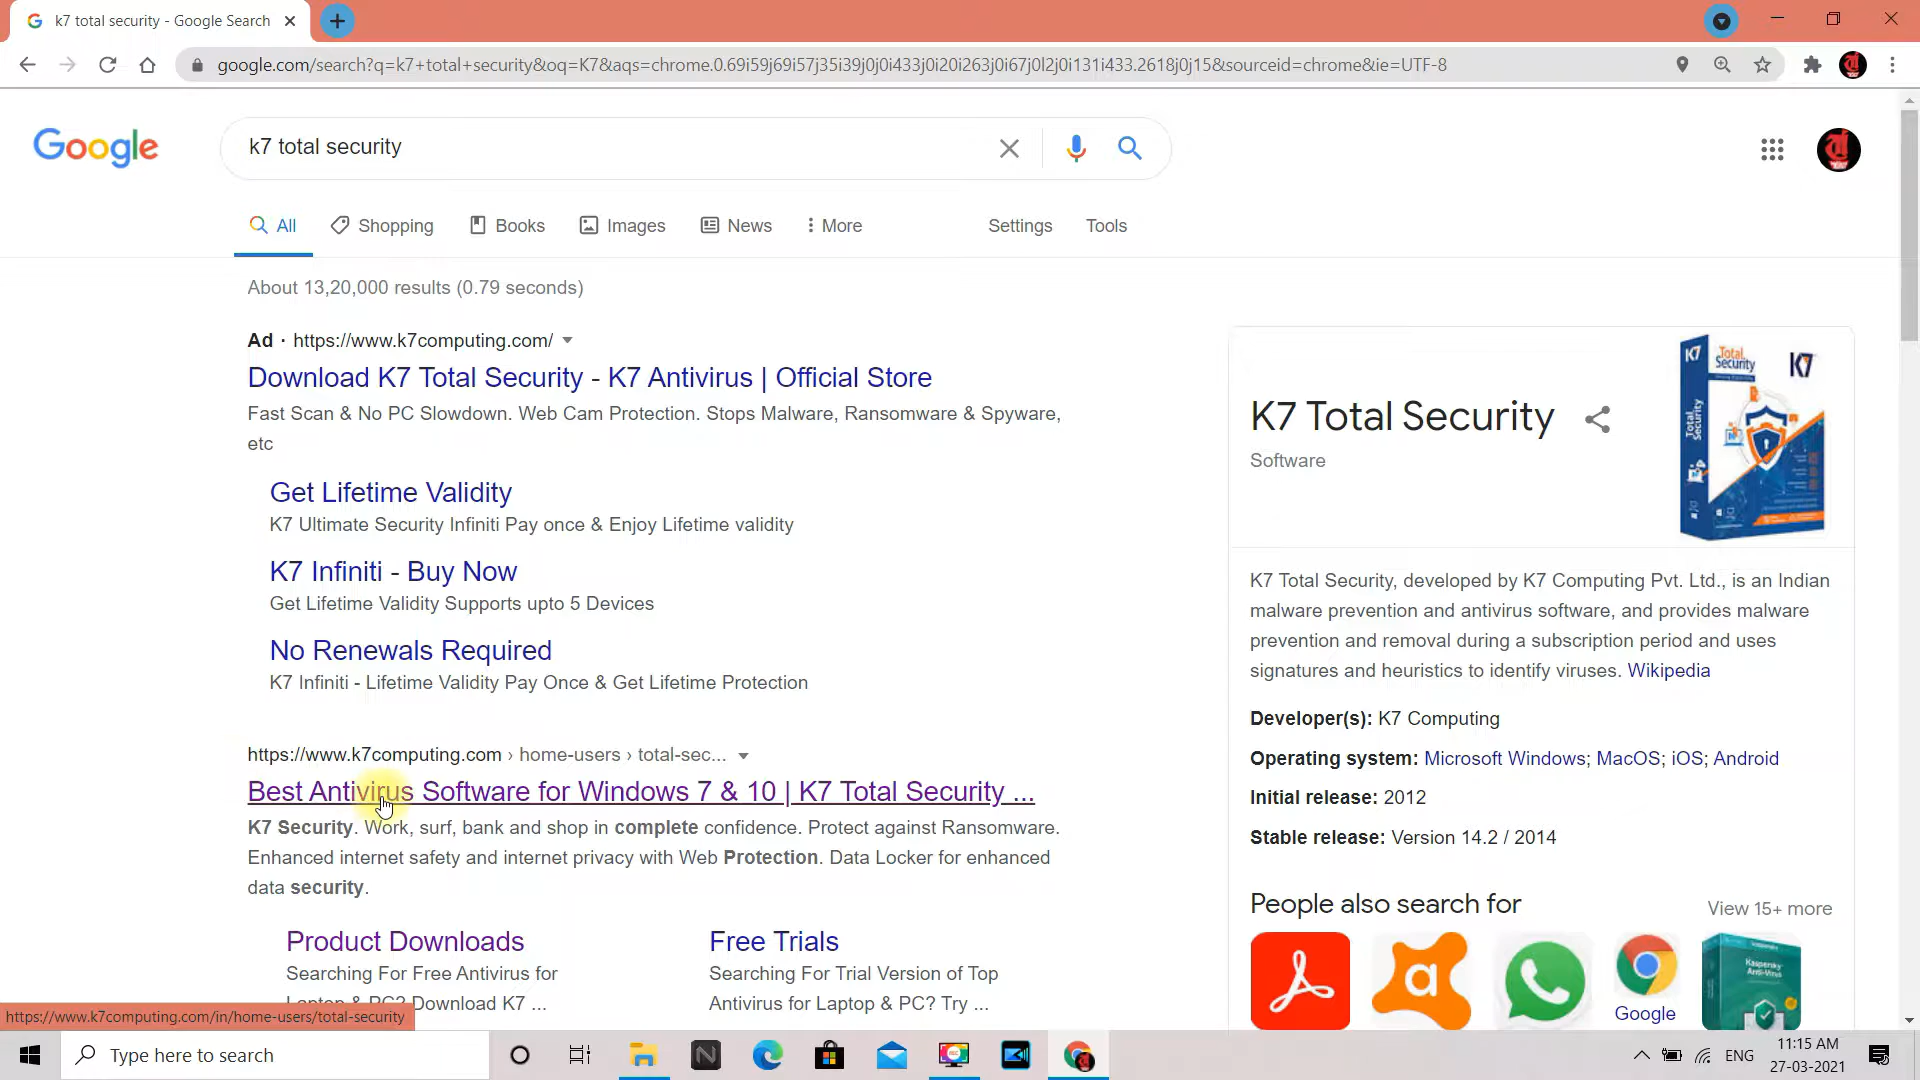 k7 total security - Google Search
google.com/search?q=k7+total+security&oq=K7&aqs=chrome.0.69i59j69i57j35i39j0j0i433j0i20i263j0i67j0l2j0i131i433.2618j0j15&sourceid=chrome&ie=UTF-8
Google
k7 total security
All
Shopping
Books
Images
News
More
Settings
Tools
About 13,20,000 results (0.79 seconds)
Ad · https://www.k7computing.com/
Download K7 Total Security - K7 Antivirus | Official Store
Fast Scan & No PC Slowdown. Web Cam Protection. Stops Malware, Ransomware & Spyware,
etc
Get Lifetime Validity
K7 Ultimate Security Infiniti Pay once & Enjoy Lifetime validity
K7 Infiniti - Buy Now
Get Lifetime Validity Supports upto 5 Devices
No Renewals Required
K7 Infiniti - Lifetime Validity Pay Once & Get Lifetime Protection
https://www.k7computing.com › home-users › total-sec...
Best Antivirus Software for Windows 7 & 10 | K7 Total Security ...
K7 Security. Work, surf, bank and shop in complete confidence. Protect against Ransomware.
Enhanced internet safety and internet privacy with Web Protection. Data Locker for enhanced
data security.
Product Downloads
Searching For Free Antivirus for
Laptop & PC? Download K7 ...
Free Trials
Searching For Trial Version of Top
Antivirus for Laptop & PC? Try ...
K7 Total Security
Software
K7
Total
Security
K7
Total
Security
K7 Total Security, developed by K7 Computing Pvt. Ltd., is an Indian
malware prevention and antivirus software, and provides malware
prevention and removal during a subscription period and uses
signatures and heuristics to identify viruses. Wikipedia
Developer(s): K7 Computing
Operating system: Microsoft Windows; MacOS; iOS; Android
Initial release: 2012
Stable release: Version 14.2 / 2014
People also search for
View 15+ more
Google
Kaspersky
Anti-Virus
https://www.k7computing.com/in/home-users/total-security
Type here to search
ENG
11:15 AM
27-03-2021